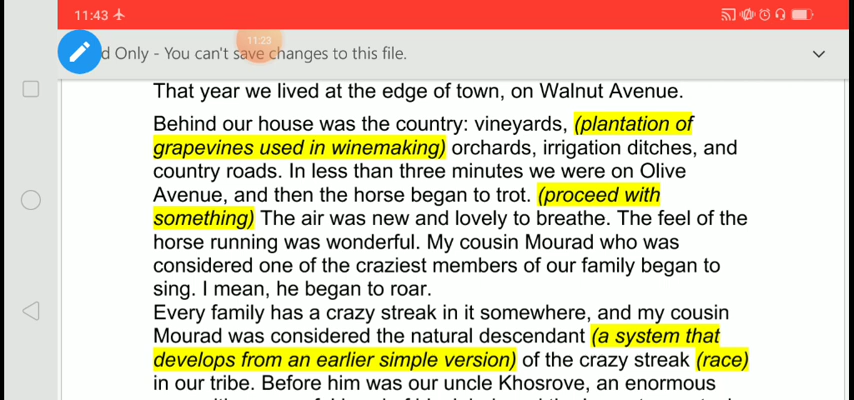 11:43
11:23
d Only - You can't save changes to this file.
That year we lived at the edge of town, on Walnut Avenue.
Behind our house was the country: vineyards, (plantation of
grapevines used in winemaking) orchards, irrigation ditches, and
country roads. In less than three minutes we were on Olive
Avenue, and then the horse began to trot. (proceed with
something) The air was new and lovely to breathe. The feel of the
horse running was wonderful. My cousin Mourad who was
considered one of the craziest members of our family began to
sing. I mean, he began to roar.
Every family has a crazy streak in it somewhere, and my cousin
Mourad was considered the natural descendant (a system that
develops from an earlier simple version) of the crazy streak (race)
in our tribe. Before him was our uncle Khosrove, an enormous